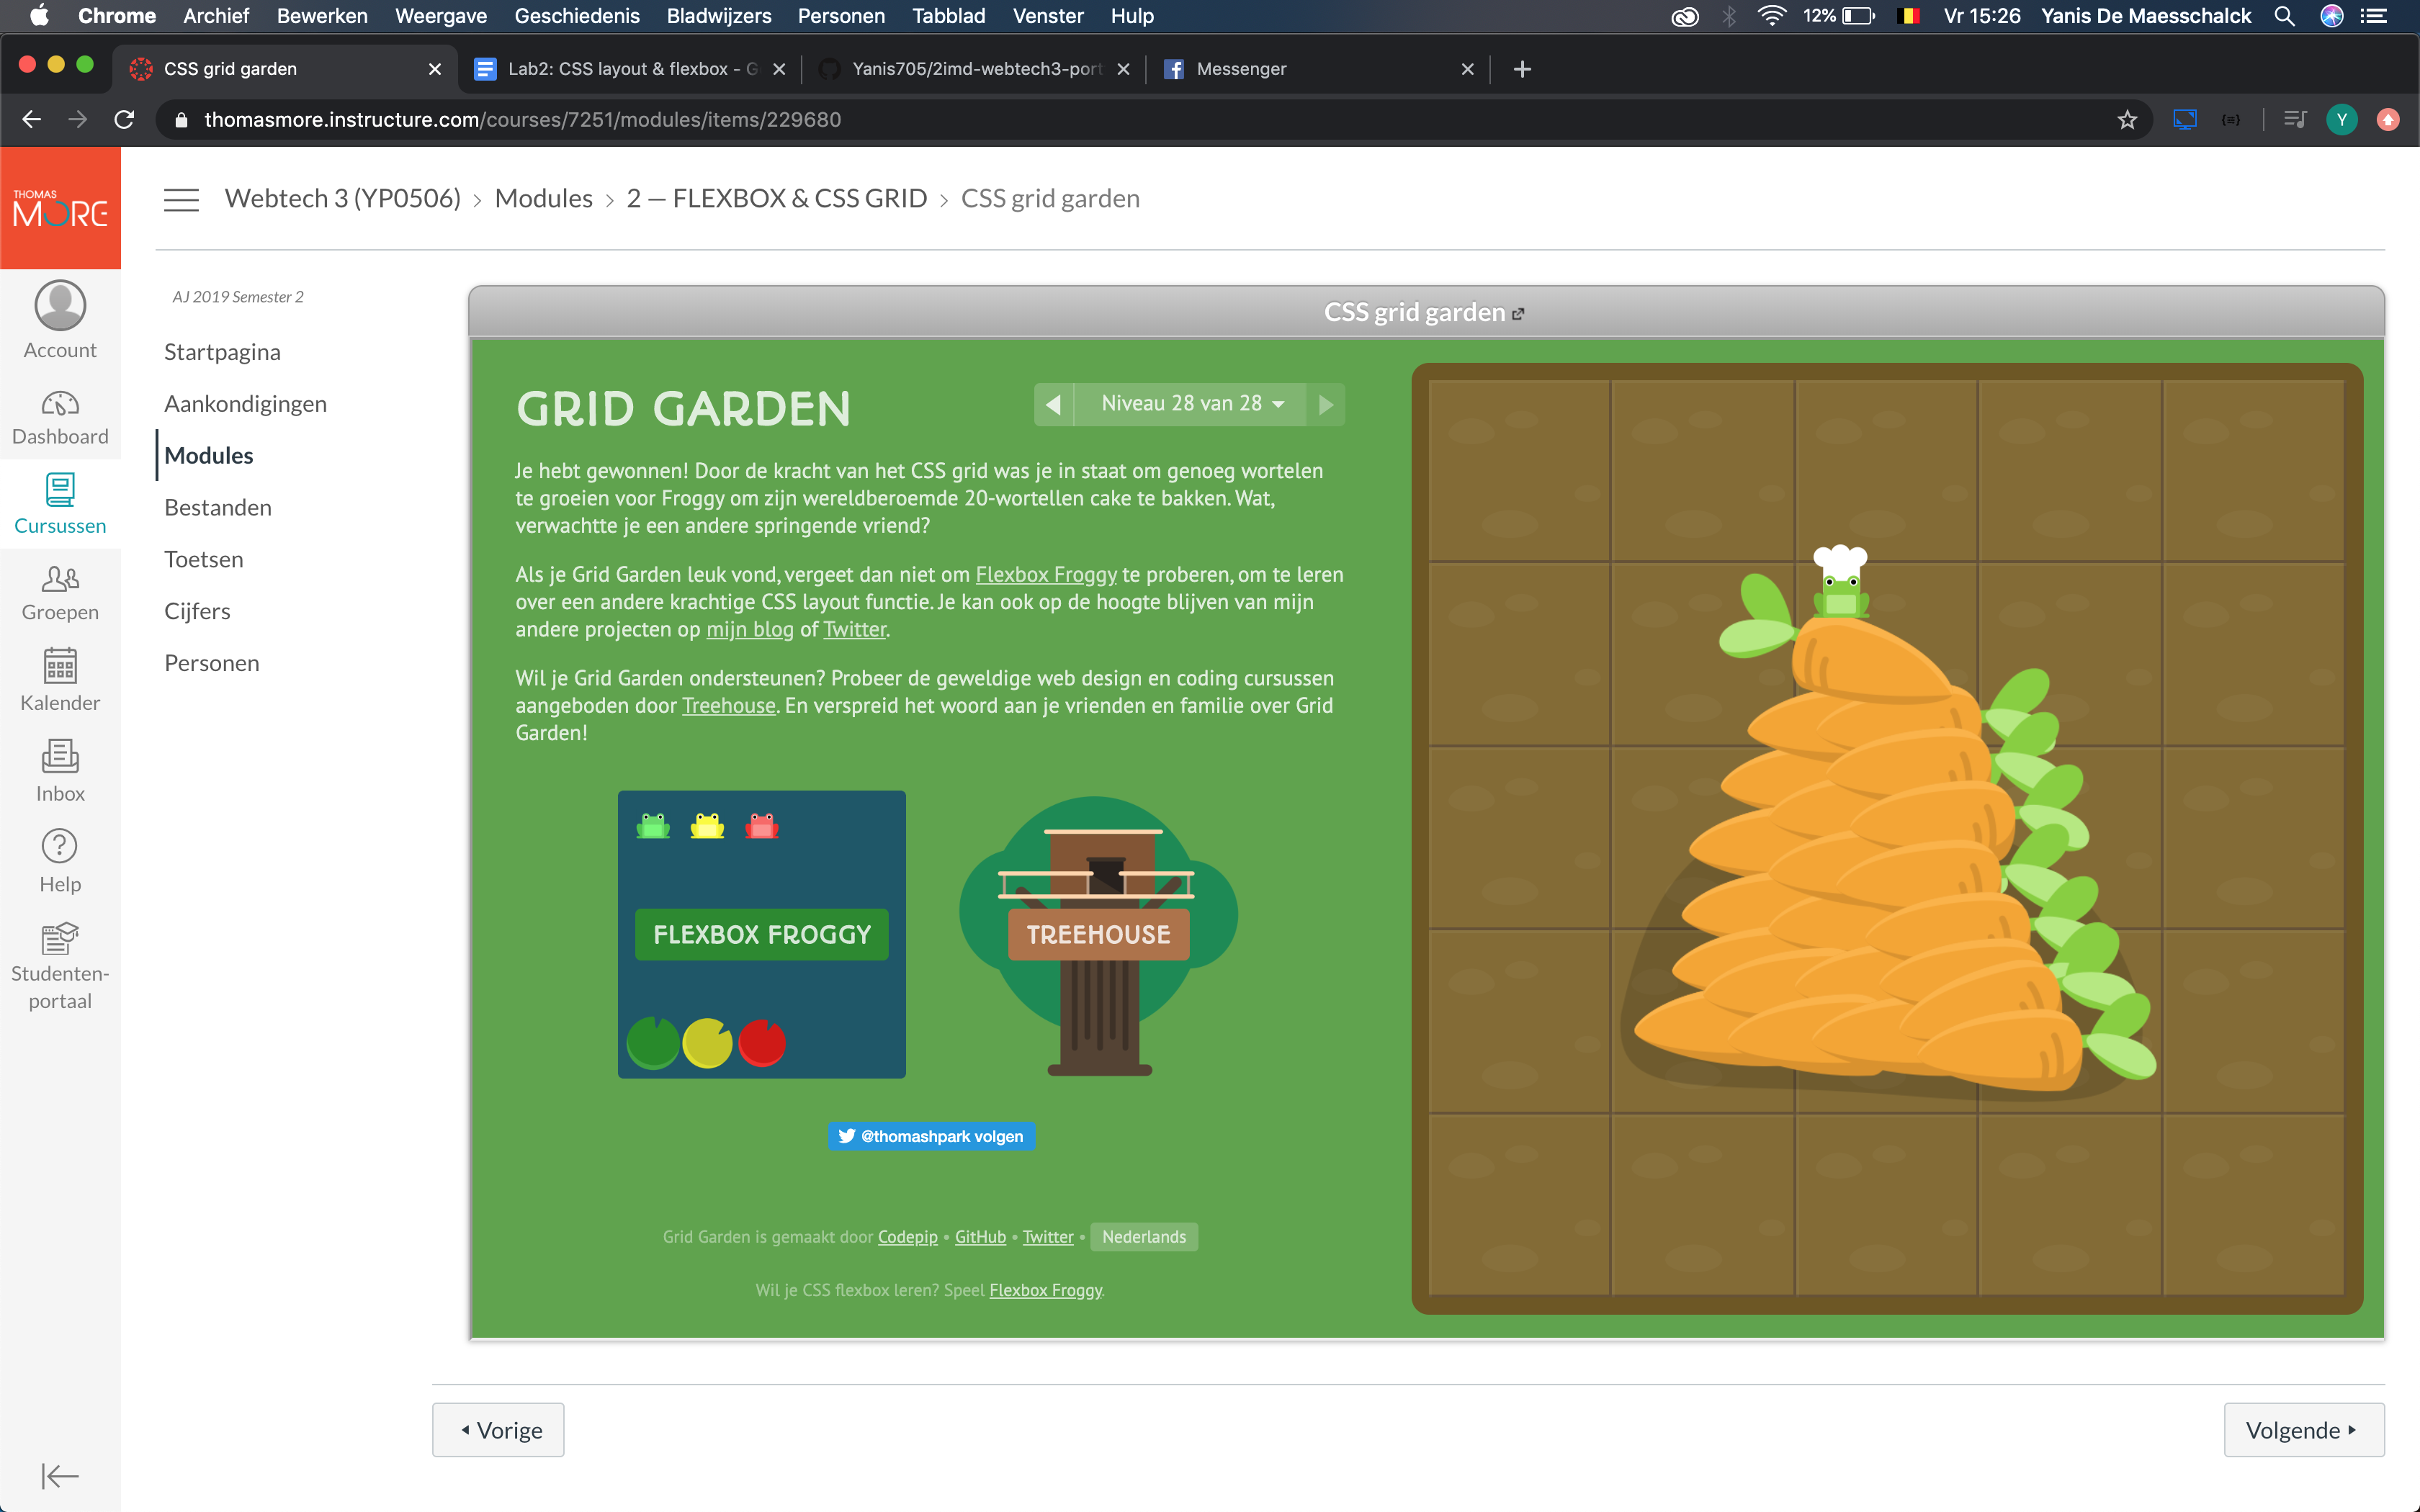 Chrome Archief Bewerken Weergave Geschiedenis Bladwijzers Personen Tabblad Venster Hulp 12% Vr 15:26 Yanis De Maesschalck
CSS grid garden Lab2: CSS layout & flexbox - G Yanis705/2imd-webtech3-port Messenger
thomasmore.instructure.com/courses/7251/modules/items/229680 Y
THOMAS
MORE
Webtech 3 (YP0506) › Modules › 2 — FLEXBOX & CSS GRID › CSS grid garden
Account
Dashboard
Cursussen
Groepen
Kalender
Inbox
Help
Studenten-
portaal
AJ 2019 Semester 2
Startpagina
Aankondigingen
Modules
Bestanden
Toetsen
Cijfers
Personen
CSS grid garden
GRID GARDEN
Niveau 28 van 28
Je hebt gewonnen! Door de kracht van het CSS grid was je in staat om genoeg wortelen
te groeien voor Froggy om zijn wereldberoemde 20-wortellen cake te bakken. Wat,
verwachtte je een andere springende vriend?
Als je Grid Garden leuk vond, vergeet dan niet om Flexbox Froggy te proberen, om te leren
over een andere krachtige CSS layout functie. Je kan ook op de hoogte blijven van mijn
andere projecten op mijn blog of Twitter.
Wil je Grid Garden ondersteunen? Probeer de geweldige web design en coding cursussen
aangeboden door Treehouse. En verspreid het woord aan je vrienden en familie over Grid
Garden!
FLEXBOX FROGGY
TREEHOUSE
@thomashpark volgen
Grid Garden is gemaakt door Codepip • GitHub • Twitter • Nederlands
Wil je CSS flexbox leren? Speel Flexbox Froggy.
Vorige
Volgende